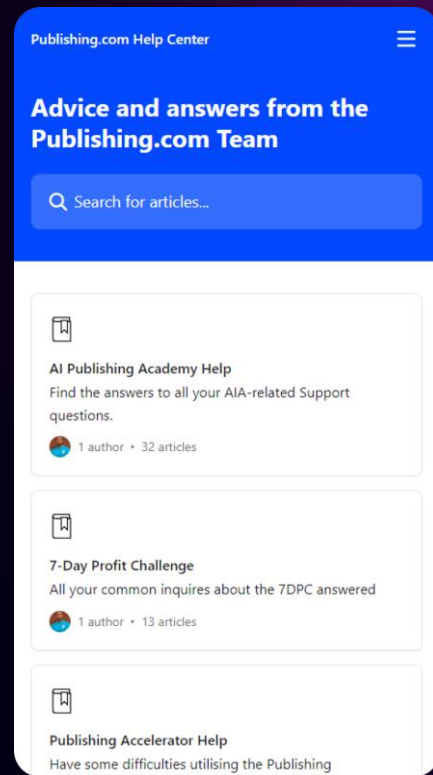 Publishing.com Help Center
Advice and answers from the
Publishing.com Team
Search for articles...
AI Publishing Academy Help
Find the answers to all your AIA-related Support
questions.
1 author • 32 articles
7-Day Profit Challenge
All your common inquires about the 7DPC answered
1 author • 13 articles
Publishing Accelerator Help
Have some difficulties utilising the Publishing